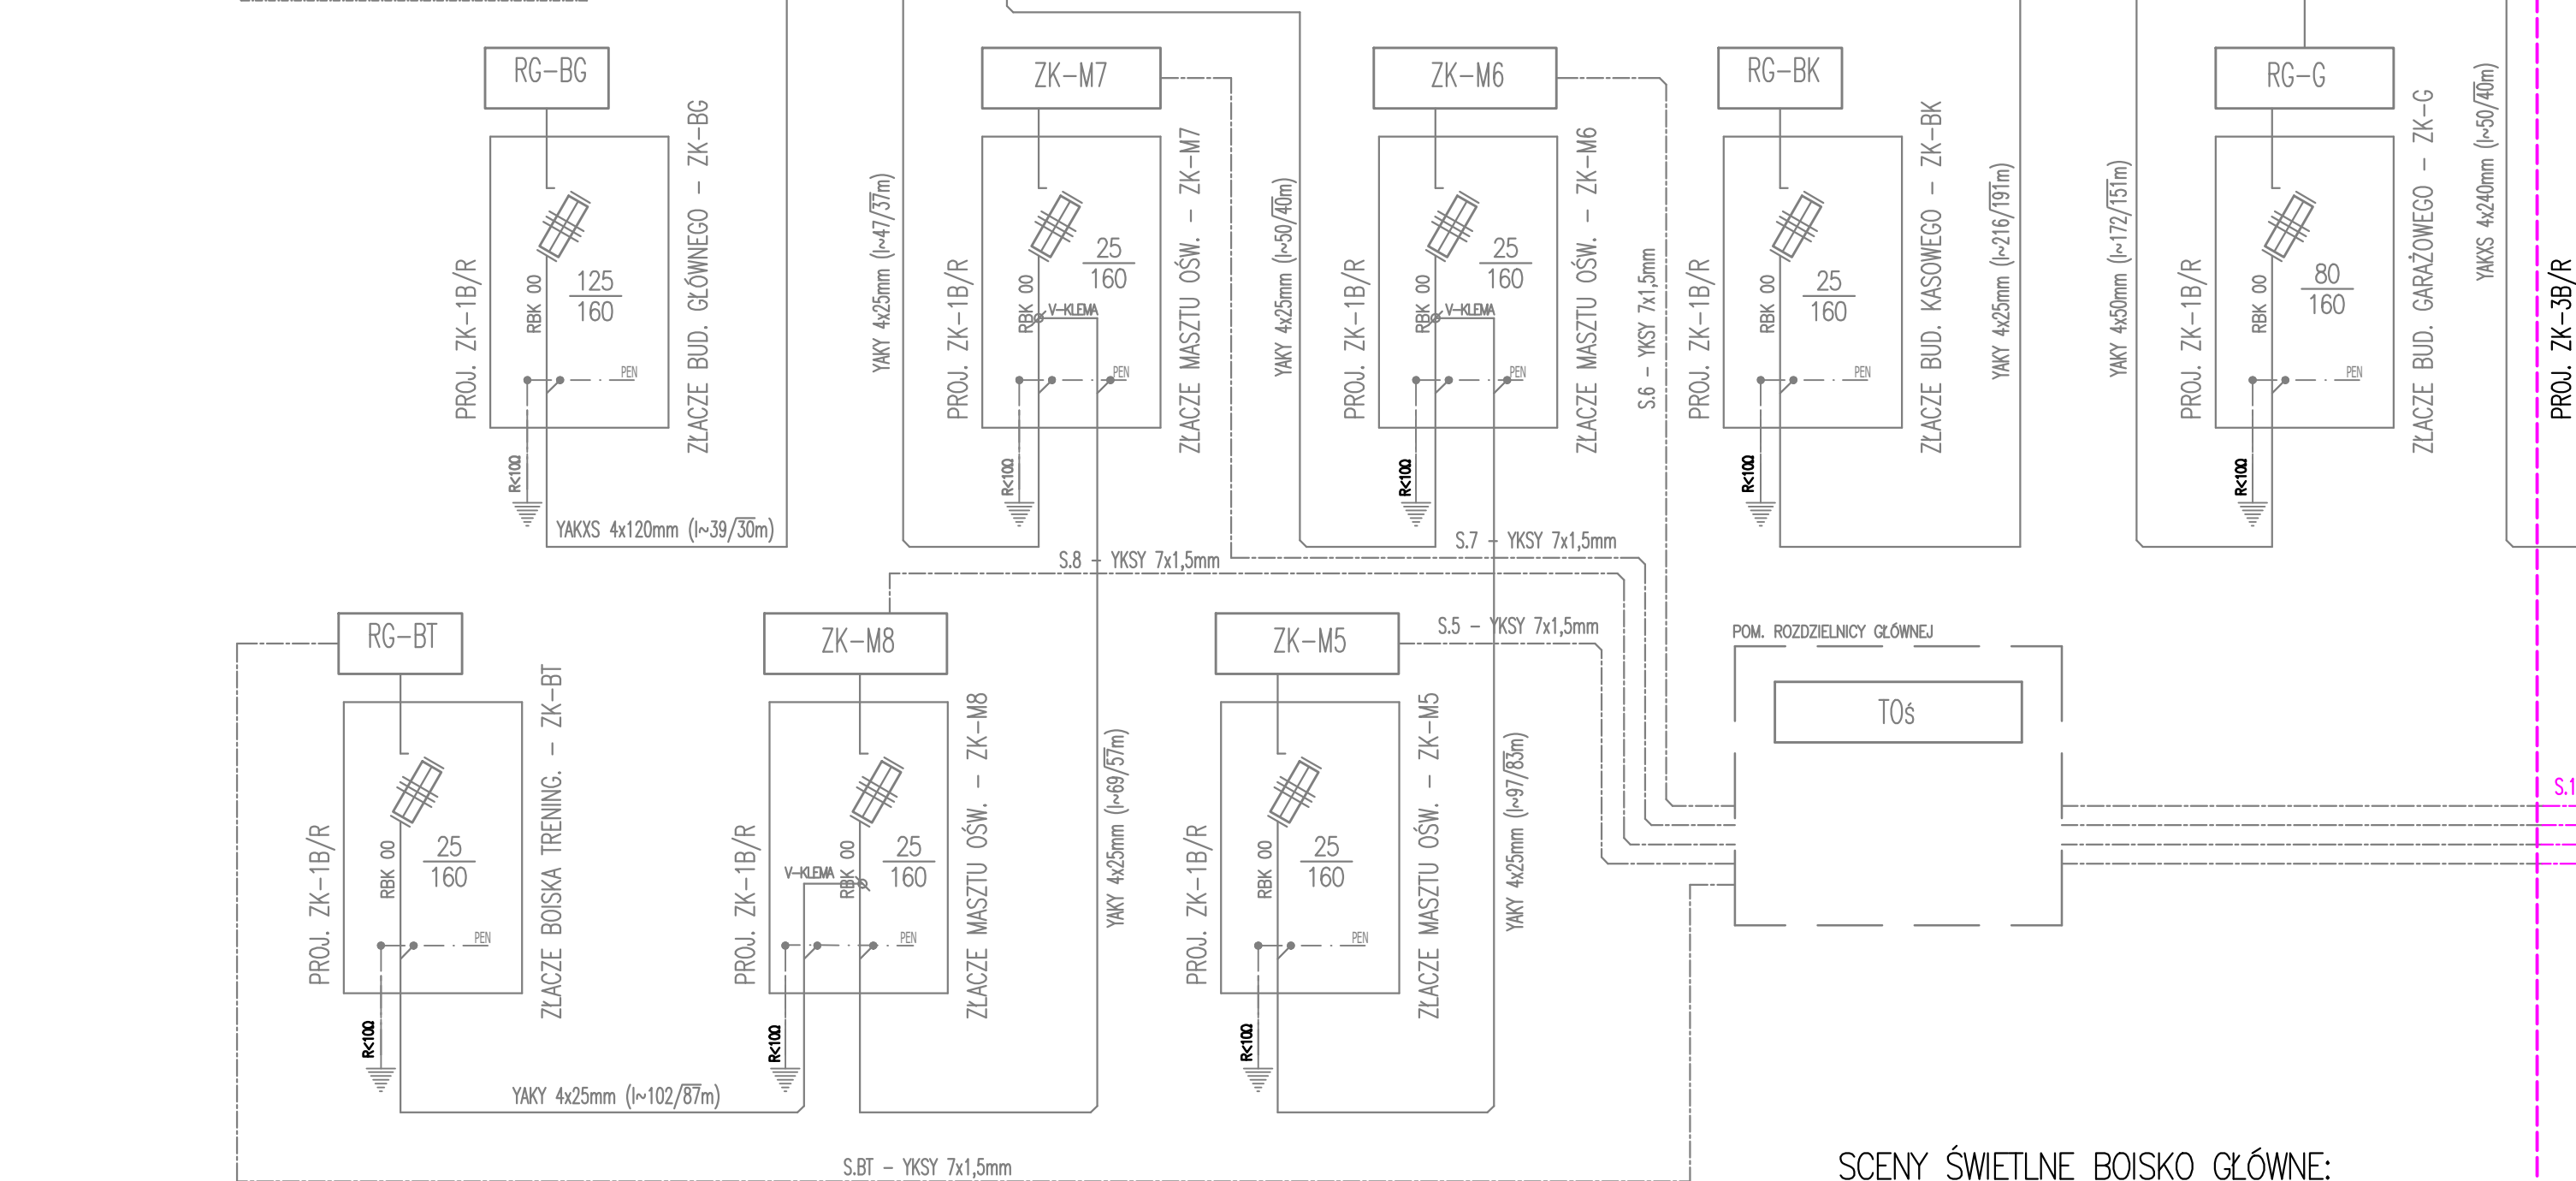 RG-BG
ZK-M7
ZK-M6
RG-BK
RG-G
PROJ. ZK-1B/R
RBK 00
125
160
PEN
R<10Ω
ZŁACZE BUD. GŁÓWNEGO - ZK-BG
YAKXS 4x120mm (l~39/30m)
YAKY 4x25mm (l~47/37m)
PROJ. ZK-1B/R
RBK 00
25
160
V-KLEMA
PEN
R<10Ω
ZŁACZE MASZTU OŚW. - ZK-M7
YAKY 4x25mm (l~50/40m)
PROJ. ZK-1B/R
RBK 00
25
160
V-KLEMA
PEN
R<10Ω
ZŁACZE MASZTU OŚW. - ZK-M6
S.6 - YKSY 7x1,5mm
PROJ. ZK-1B/R
RBK 00
25
160
PEN
R<10Ω
ZŁACZE BUD. KASOWEGO - ZK-BK
YAKY 4x25mm (l~216/191m)
YAKY 4x50mm (l~172/151m)
PROJ. ZK-1B/R
RBK 00
80
160
PEN
R<10Ω
ZŁACZE BUD. GARAŻOWEGO - ZK-G
YAKXS 4x240mm (l~50/40m)
PROJ. ZK-3B/R
S.7 - YKSY 7x1,5mm
S.8 - YKSY 7x1,5mm
S.5 - YKSY 7x1,5mm
RG-BT
ZK-M8
ZK-M5
POM. ROZDZIELNICY GŁÓWNEJ
TOś
PROJ. ZK-1B/R
RBK 00
25
160
PEN
R<10Ω
ZŁACZE BOISKA TRENING. - ZK-BT
YAKY 4x25mm (l~102/87m)
PROJ. ZK-1B/R
V-KLEMA
RBK 00
25
160
PEN
R<10Ω
ZŁACZE MASZTU OŚW. - ZK-M8
YAKY 4x25mm (l~69/57m)
PROJ. ZK-1B/R
RBK 00
25
160
PEN
R<10Ω
ZŁACZE MASZTU OŚW. - ZK-M5
YAKY 4x25mm (l~97/83m)
S.1
S.BT - YKSY 7x1,5mm
SCENY ŚWIETLNE BOISKO GŁÓWNE: